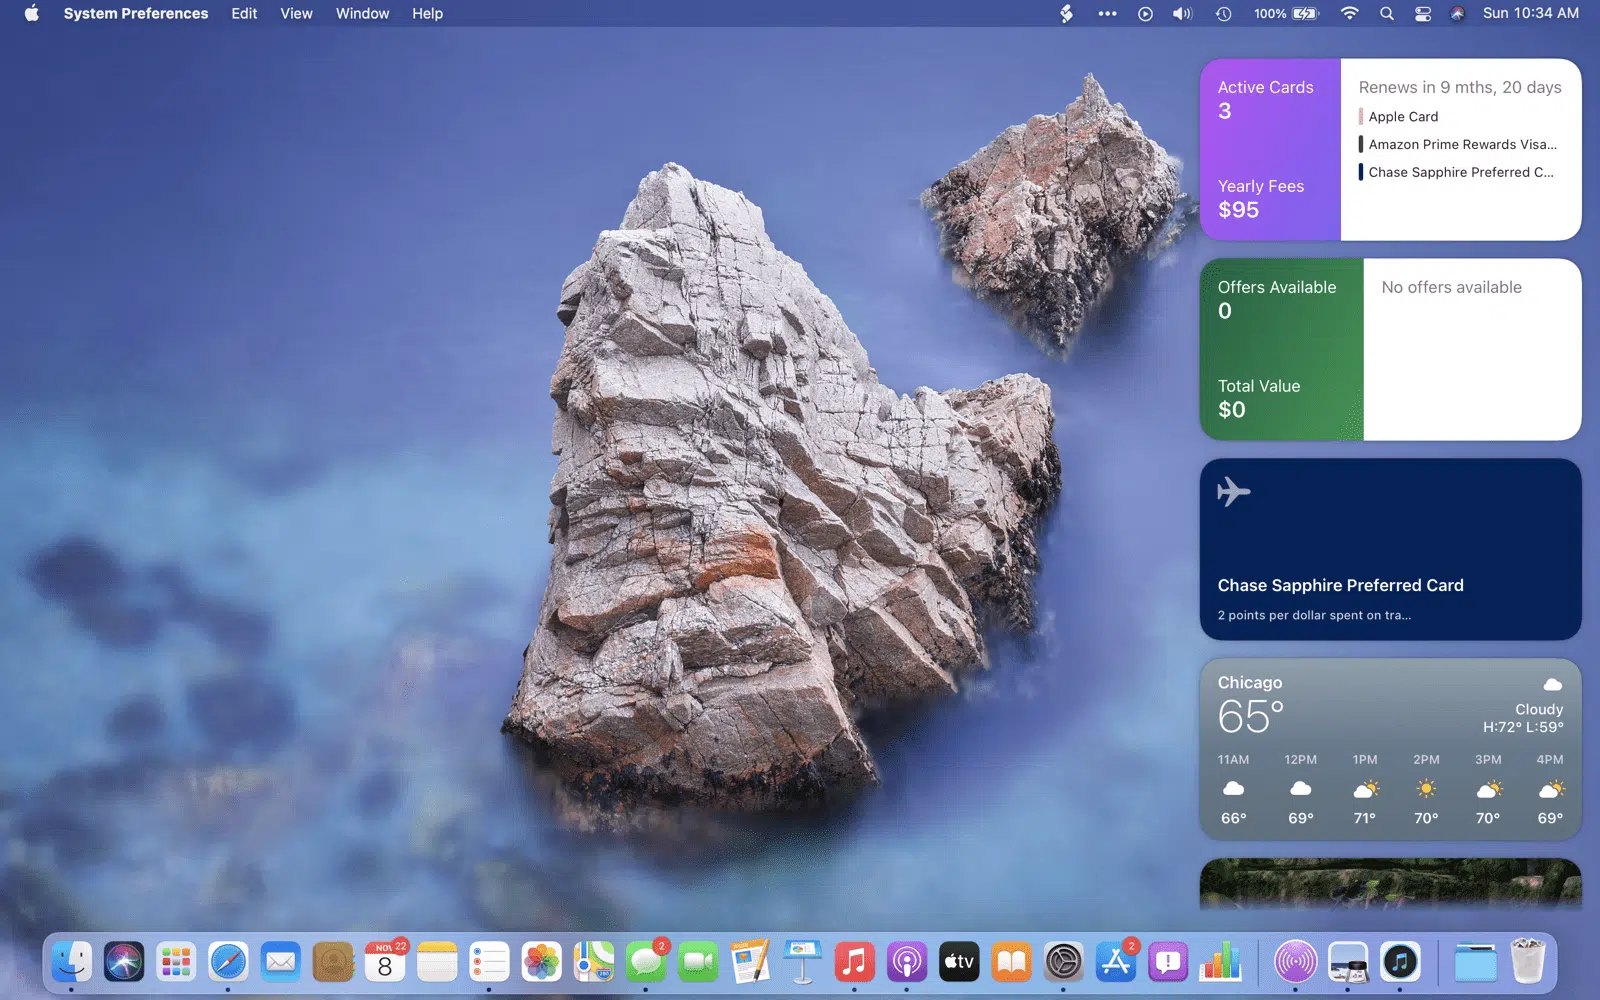 System Preferences Edit View Window Help
100% Sun 10:34 AM
Active Cards
3
Yearly Fees
$95
Renews in 9 mths, 20 days
Apple Card
Amazon Prime Rewards Visa...
Chase Sapphire Preferred C...
Offers Available
0
Total Value
$0
No offers available
Chase Sapphire Preferred Card
2 points per dollar spent on tra...
Chicago
65°
Cloudy
H:72° L:59°
11AM 12PM 1PM 2PM 3PM 4PM
66° 69° 71° 70° 70° 69°
NOV 22
8
2
280
tv
2